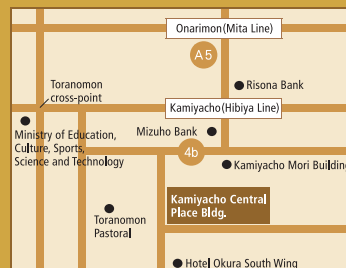 Onarimon(Mita Line)
A5
Toranomon
cross-point
Risona Bank
Kamiyacho(Hibiya Line)
Ministry of Education,
Culture, Sports,
Science and Technology
Mizuho Bank
4b
Kamiyacho Mori Building
Kamiyacho Central
Place Bldg.
Toranomon
Pastoral
Hotel Okura South Wing